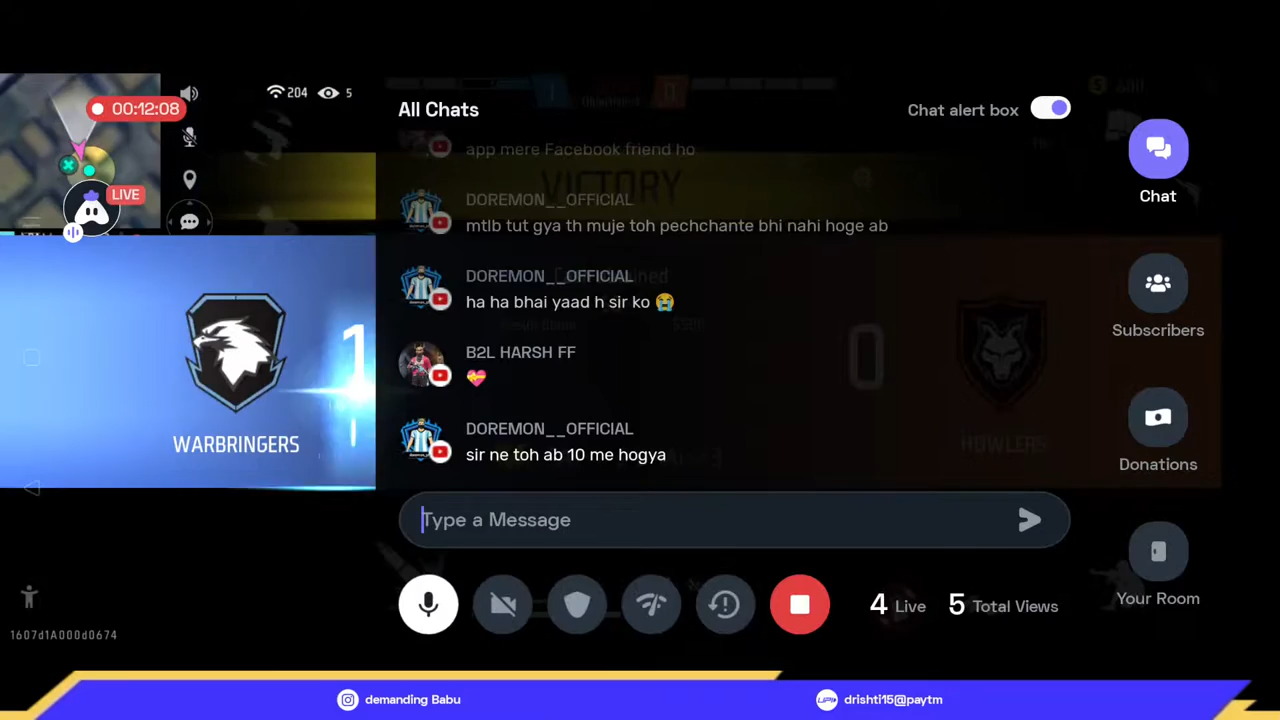 00:12:08
204
5
LIVE
All Chats
Chat alert box
app mere Facebook friend ho
VICTORY
DOREMON__OFFICIAL
mtlb tut gya th muje toh pechchante bhi nahi hoge ab
DOREMON__OFFICIAL
ha ha bhai yaad h sir ko 😭
B2L HARSH FF
💝
DOREMON__OFFICIAL
sir ne toh ab 10 me hogya
WARBRINGERS
1
0
HOWLERS
Type a Message
4 Live
5 Total Views
Chat
Subscribers
Donations
Your Room
1607d1A000d0674
demanding Babu
UPI
drishti15@paytm